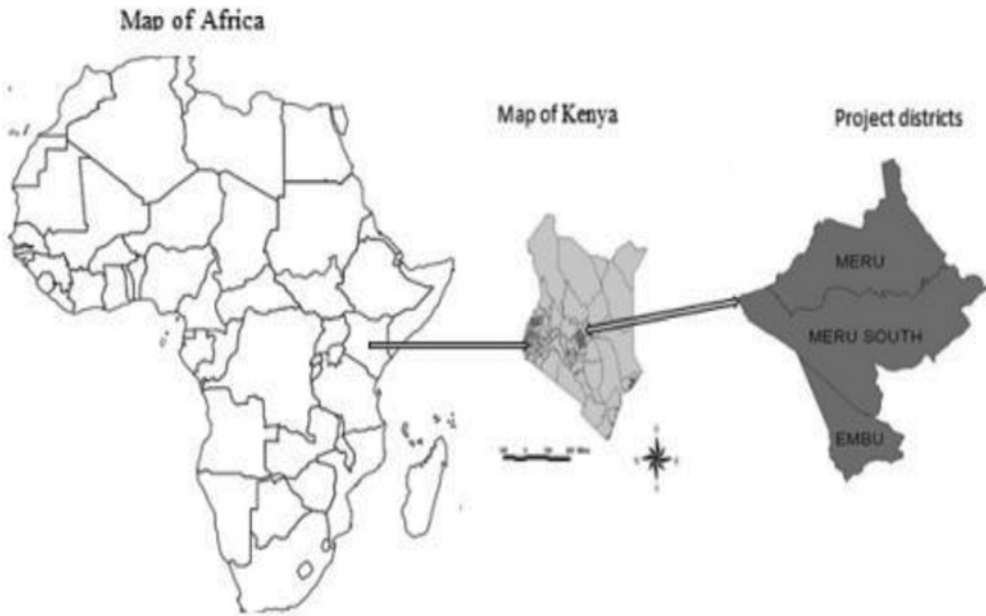 Map of Africa
Map of Kenya
Project districts
MERU
MERU SOUTH
EMBU